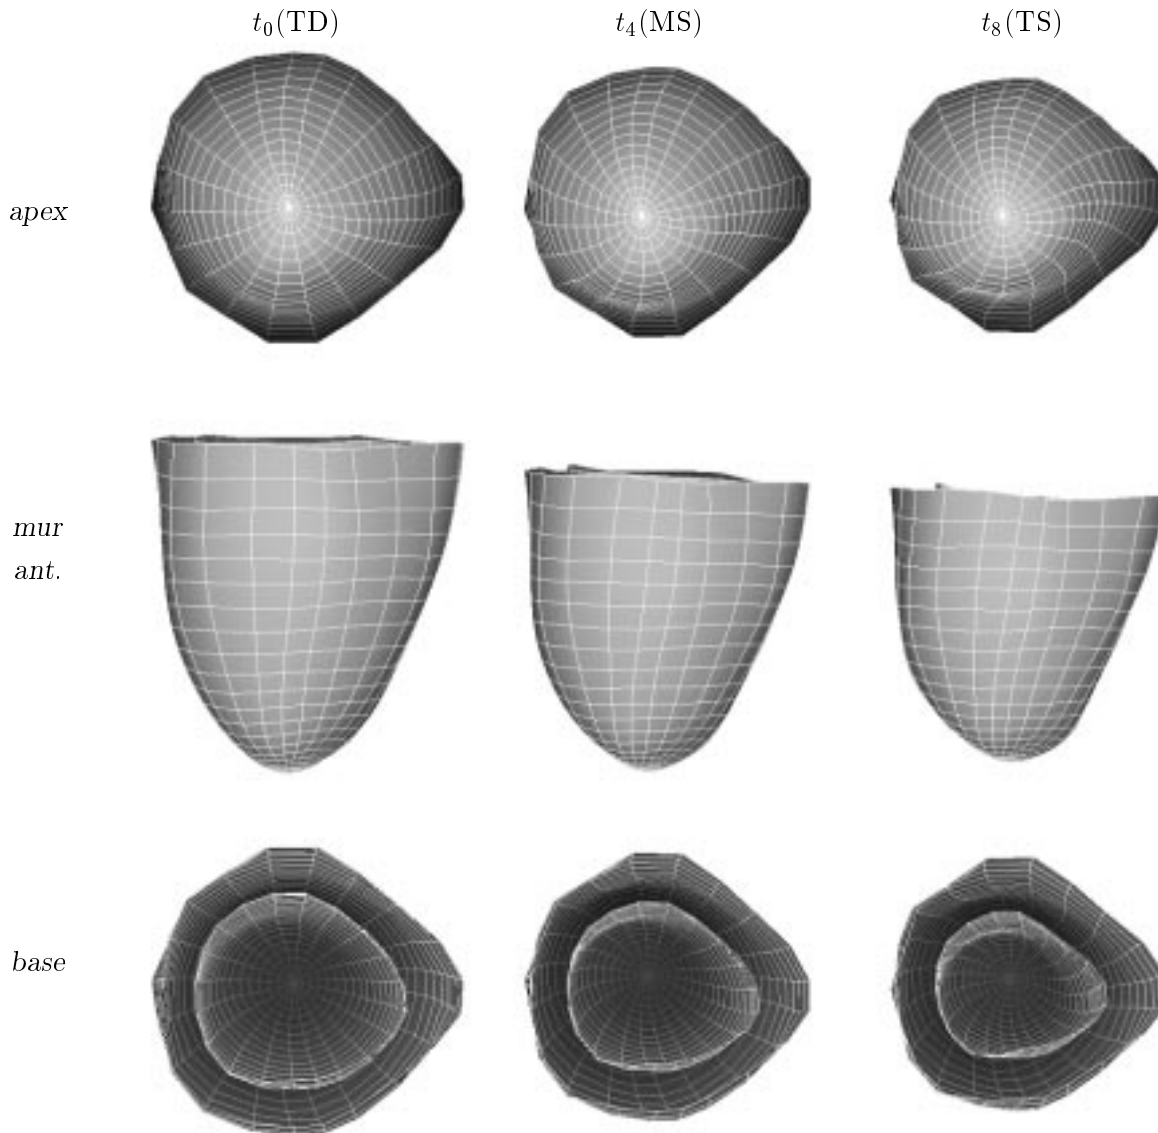 t₀(TD) t₄(MS) t₈(TS)
apex
mur
ant.
base